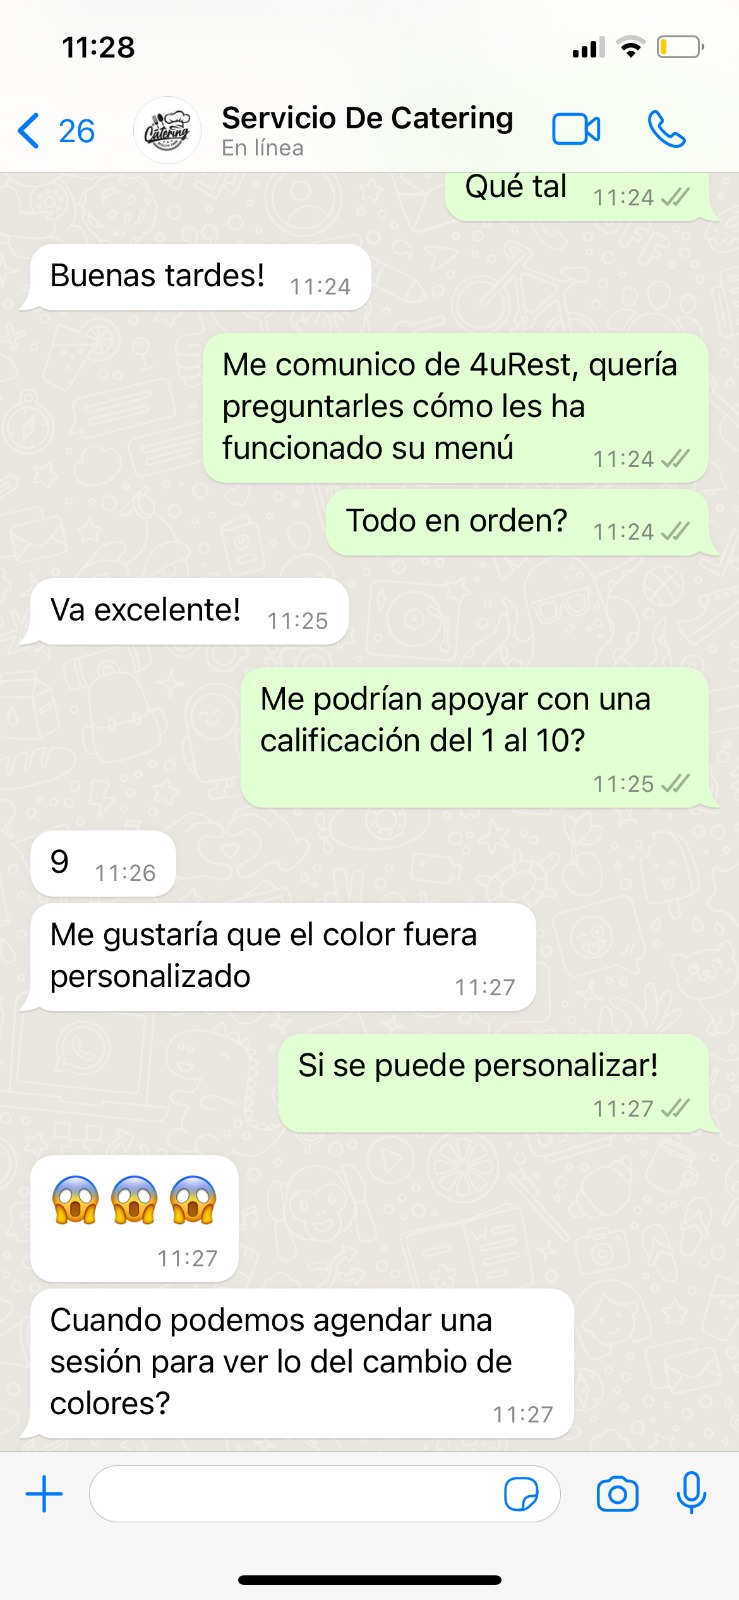 11:28
26
Catering
Servicio De Catering
En línea
Qué tal 11:24
Buenas tardes! 11:24
Me comunico de 4uRest, quería
preguntarles cómo les ha
funcionado su menú 11:24
Todo en orden? 11:24
Va excelente! 11:25
Me podrían apoyar con una
calificación del 1 al 10?
11:25
9 11:26
Me gustaría que el color fuera
personalizado 11:27
Si se puede personalizar!
11:27
😱😱😱
11:27
Cuando podemos agendar una
sesión para ver lo del cambio de
colores? 11:27